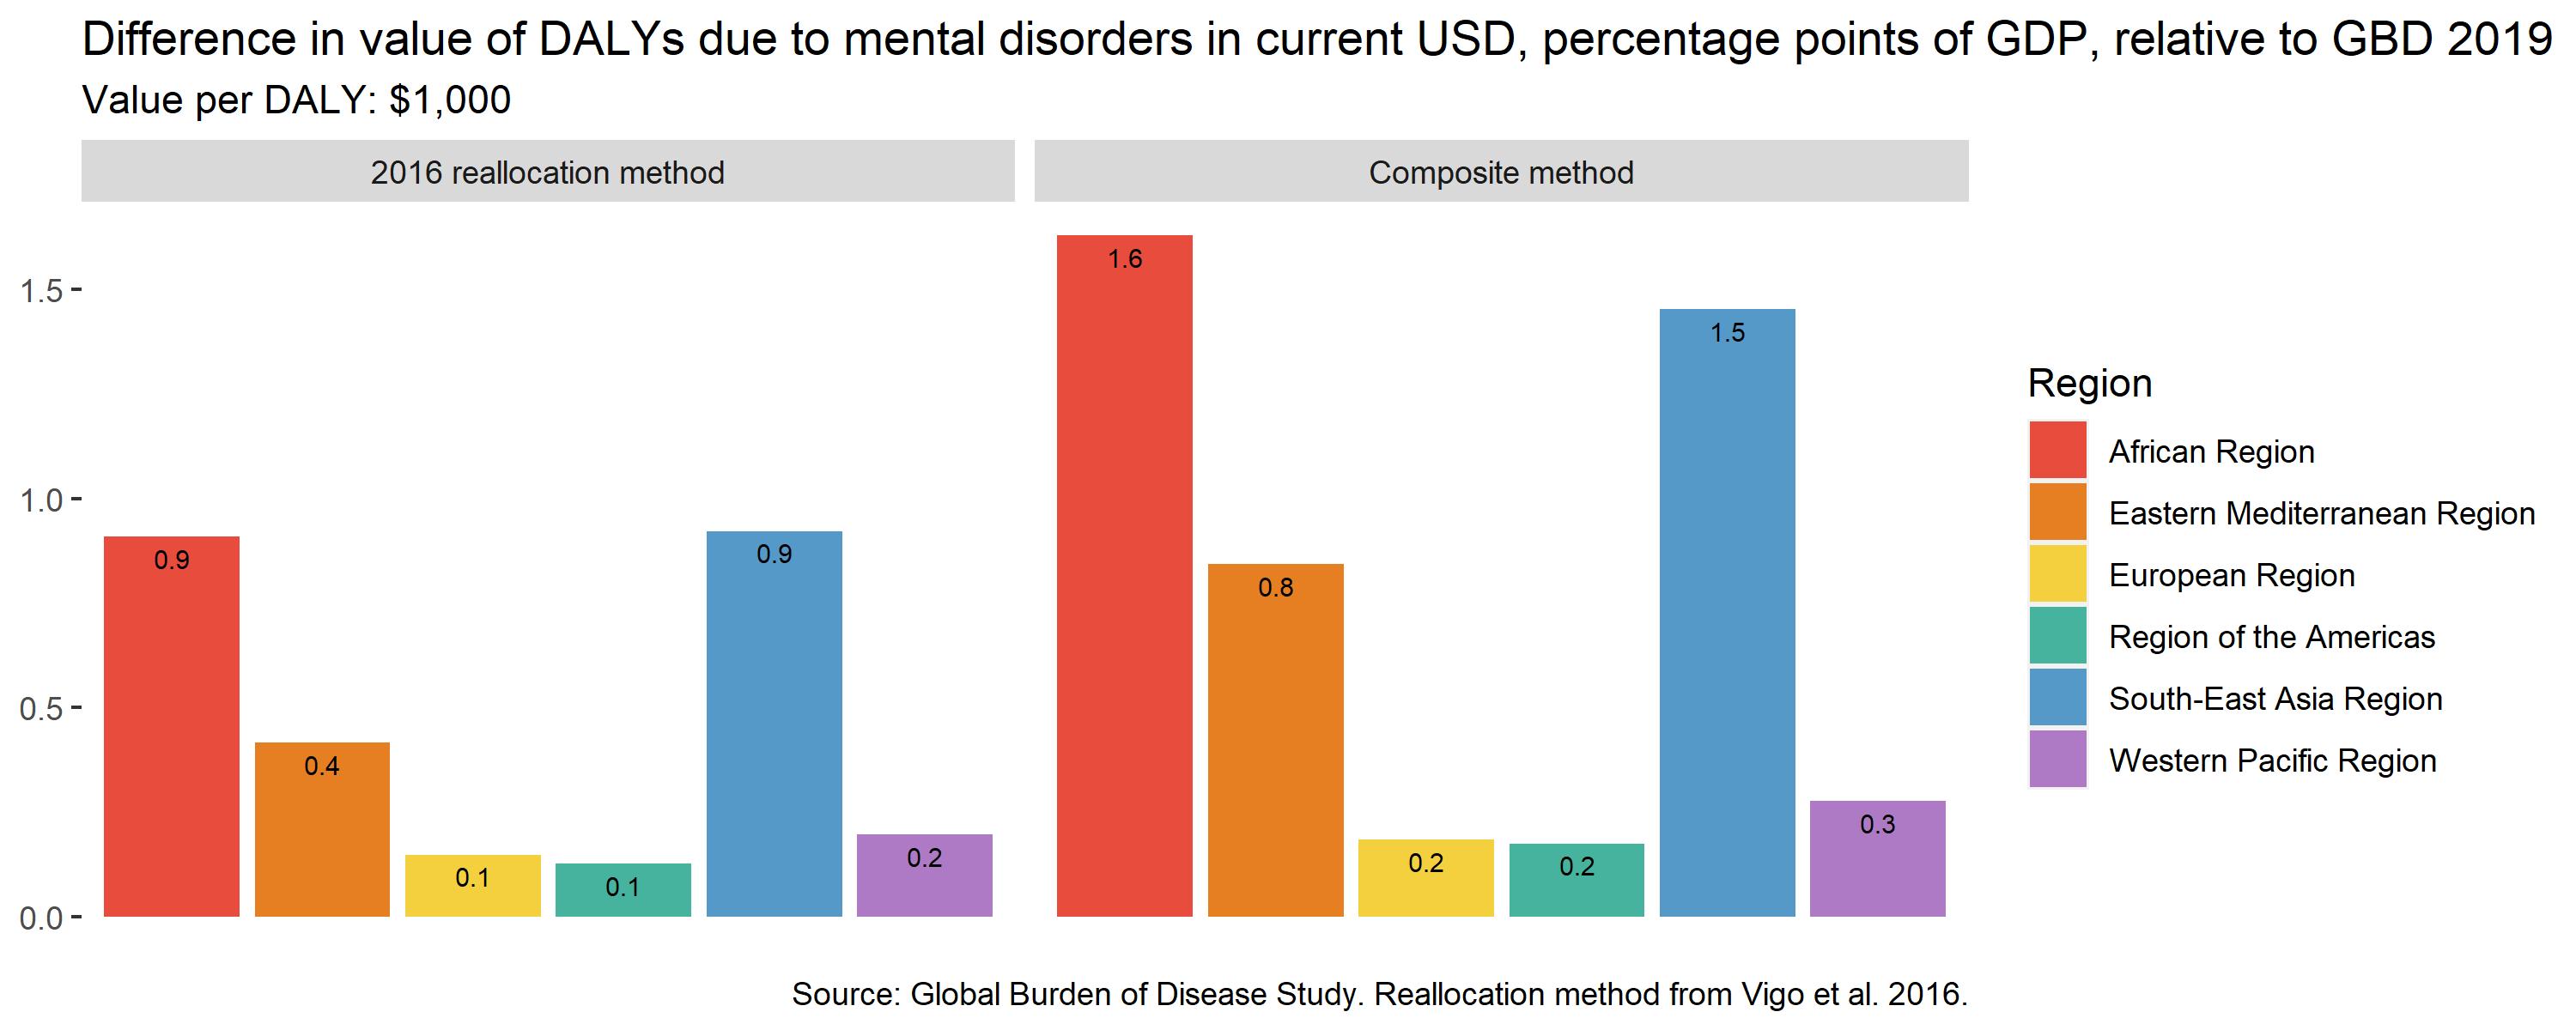 Difference in value of DALYs due to mental disorders in current USD, percentage points of GDP, relative to GBD 2019
Value per DALY: $1,000
2016 reallocation method
Composite method
1.5
1.0
0.5
0.0
0.9
0.4
0.1
0.1
0.9
0.2
1.6
0.8
0.2
0.2
1.5
0.3
Region
African Region
Eastern Mediterranean Region
European Region
Region of the Americas
South-East Asia Region
Western Pacific Region
Source: Global Burden of Disease Study. Reallocation method from Vigo et al. 2016.